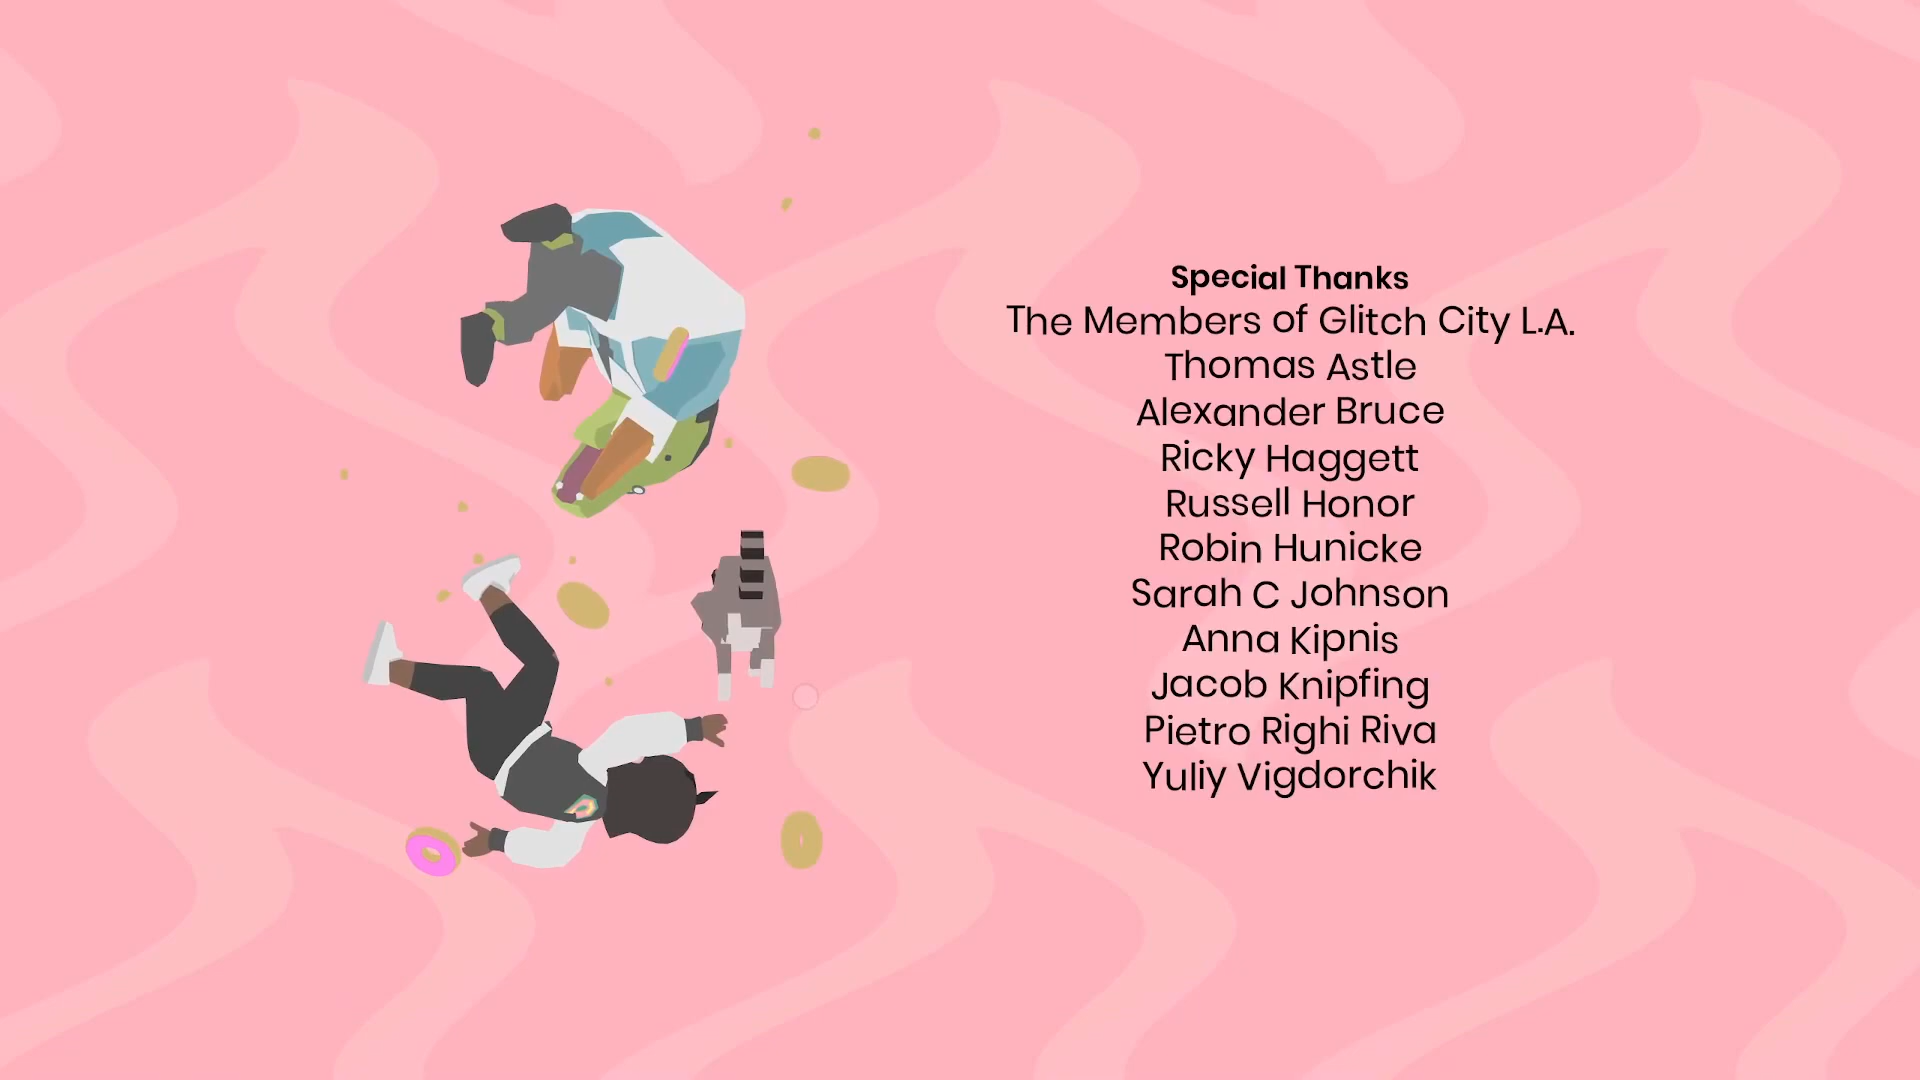 Special Thanks
The Members of Glitch City L.A.
Thomas Astle
Alexander Bruce
Ricky Haggett
Russell Honor
Robin Hunicke
Sarah C Johnson
Anna Kipnis
Jacob Knipfing
Pietro Righi Riva
Yuliy Vigdorchik